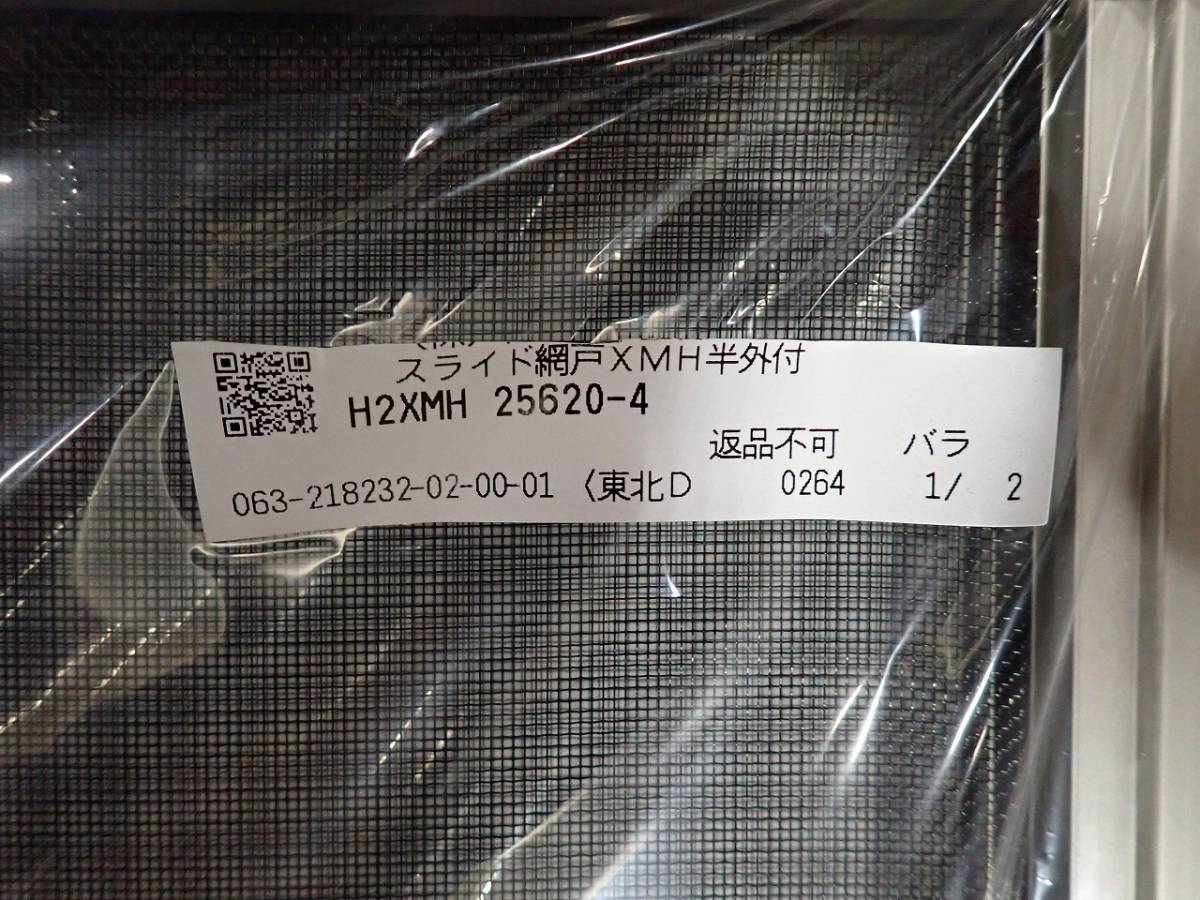 スライド網戸XMH半外付
H2XMH 25620-4
返品不可 バラ
063-218232-02-00-01 〈東北D 0264 1/ 2